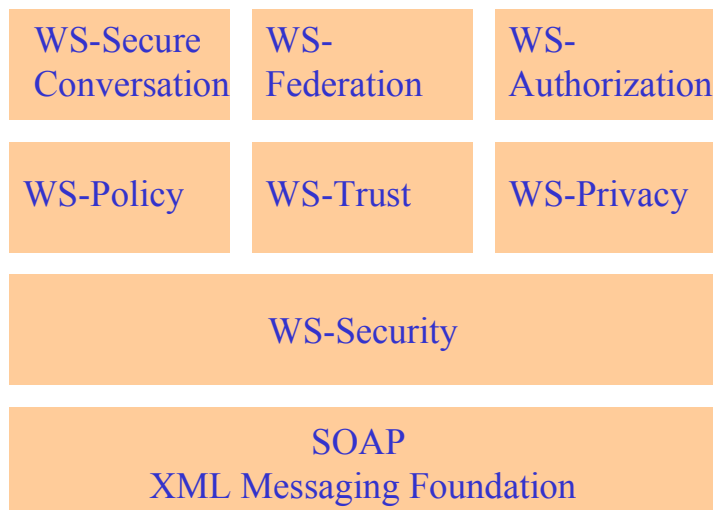 WS-Secure
Conversation
WS-
Federation
WS-
Authorization
WS-Policy
WS-Trust
WS-Privacy
WS-Security
SOAP
XML Messaging Foundation